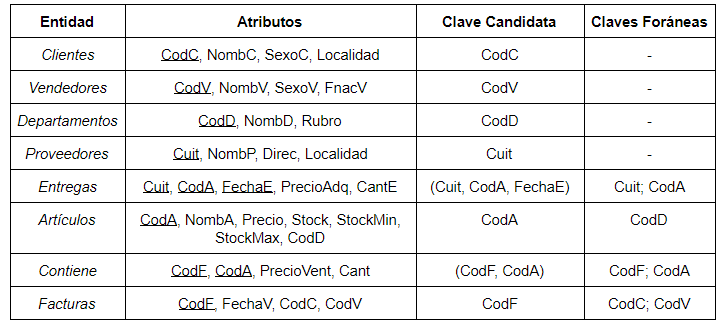 Entidad Atributos Clave Candidata Claves Foráneas
Clientes CodC, NombC, SexoC, Localidad CodC -
Vendedores CodV, NombV, SexoV, FnacV CodV -
Departamentos CodD, NombD, Rubro CodD -
Proveedores Cuit, NombP, Direc, Localidad Cuit -
Entregas Cuit, CodA, FechaE, PrecioAdq, CantE (Cuit, CodA, FechaE) Cuit; CodA
Artículos CodA, NombA, Precio, Stock, StockMin, CodA CodD
StockMax, CodD
Contiene CodF, CodA, PrecioVent, Cant (CodF, CodA) CodF; CodA
Facturas CodF, FechaV, CodC, CodV CodF CodC; CodV